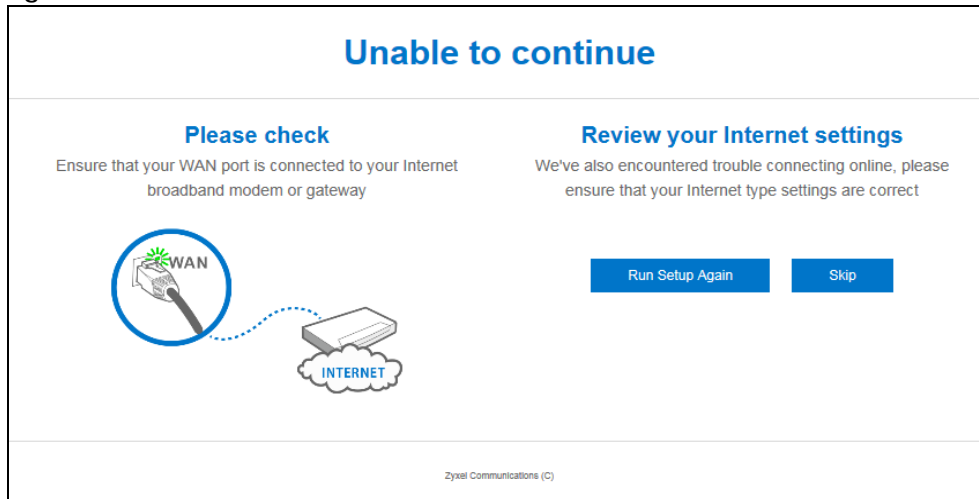 Unable to continue
Please check
Ensure that your WAN port is connected to your Internet
broadband modem or gateway
WAN
INTERNET
Review your Internet settings
We've also encountered trouble connecting online, please
ensure that your Internet type settings are correct
Run Setup Again
Skip
Zyxel Communications (C)